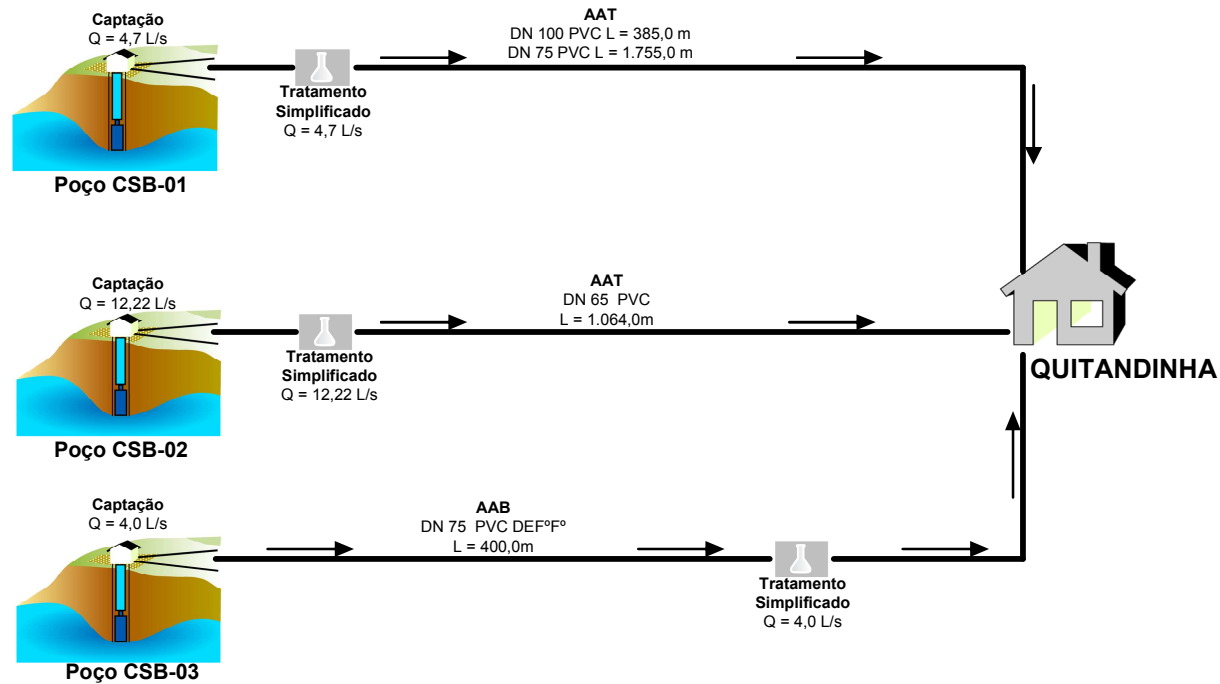 Captação
Q = 4,7 L/s
Tratamento
Simplificado
Q = 4,7 L/s
AAT
DN 100 PVC L = 385,0 m
DN 75 PVC L = 1.755,0 m
Poço CSB-01
Captação
Q = 12,22 L/s
Tratamento
Simplificado
Q = 12,22 L/s
AAT
DN 65 PVC
L = 1.064,0m
QUITANDINHA
Poço CSB-02
Captação
Q = 4,0 L/s
AAB
DN 75 PVC DEFºFº
L = 400,0m
Tratamento
Simplificado
Q = 4,0 L/s
Poço CSB-03